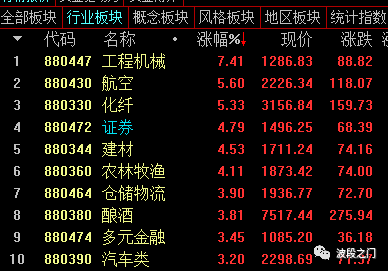 全部板块 行业板块 概念板块 风格板块 地区板块 统计指数
代码 名称 涨幅%↓ 现价 涨跌
1 880447 工程机械 7.41 1286.83 88.82
2 880430 航空 5.60 2226.34 118.07
3 880330 化纤 5.33 3156.84 159.73
4 880472 证券 4.79 1496.25 68.39
5 880344 建材 4.53 1711.24 74.16
6 880360 农林牧渔 4.11 1873.42 74.00
7 880464 仓储物流 3.90 1936.77 72.70
8 880380 酿酒 3.81 7517.44 275.94
9 880474 多元金融 3.45 1085.20 36.18
10 880390 汽车类 3.20 2298.69
波段之门